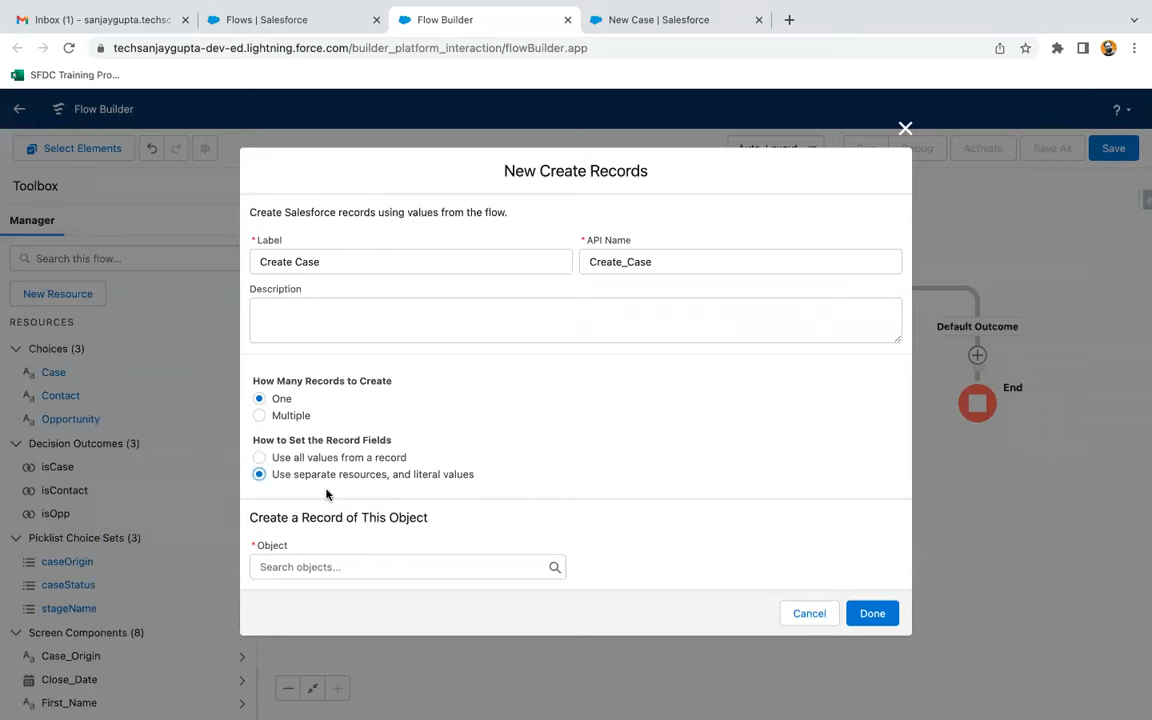 Inbox (1) - sanjaygupta.techsc
Flows | Salesforce
Flow Builder
New Case | Salesforce
techsanjaygupta-dev-ed.lightning.force.com/builder_platform_interaction/flowBuilder.app
SFDC Training Pro...
Flow Builder
?
Select Elements
Save As
Activate
Save
Toolbox
Manager
Search this flow...
New Resource
RESOURCES
Choices (3)
Case
Contact
Opportunity
Decision Outcomes (3)
isCase
isContact
isOpp
Picklist Choice Sets (3)
caseOrigin
caseStatus
stageName
Screen Components (8)
Case_Origin
Close_Date
First_Name
New Create Records
Create Salesforce records using values from the flow.
* Label
* API Name
Create Case
Create_Case
Description
How Many Records to Create
One
Multiple
How to Set the Record Fields
Use all values from a record
Use separate resources, and literal values
Create a Record of This Object
* Object
Search objects...
Cancel
Done
Default Outcome
End